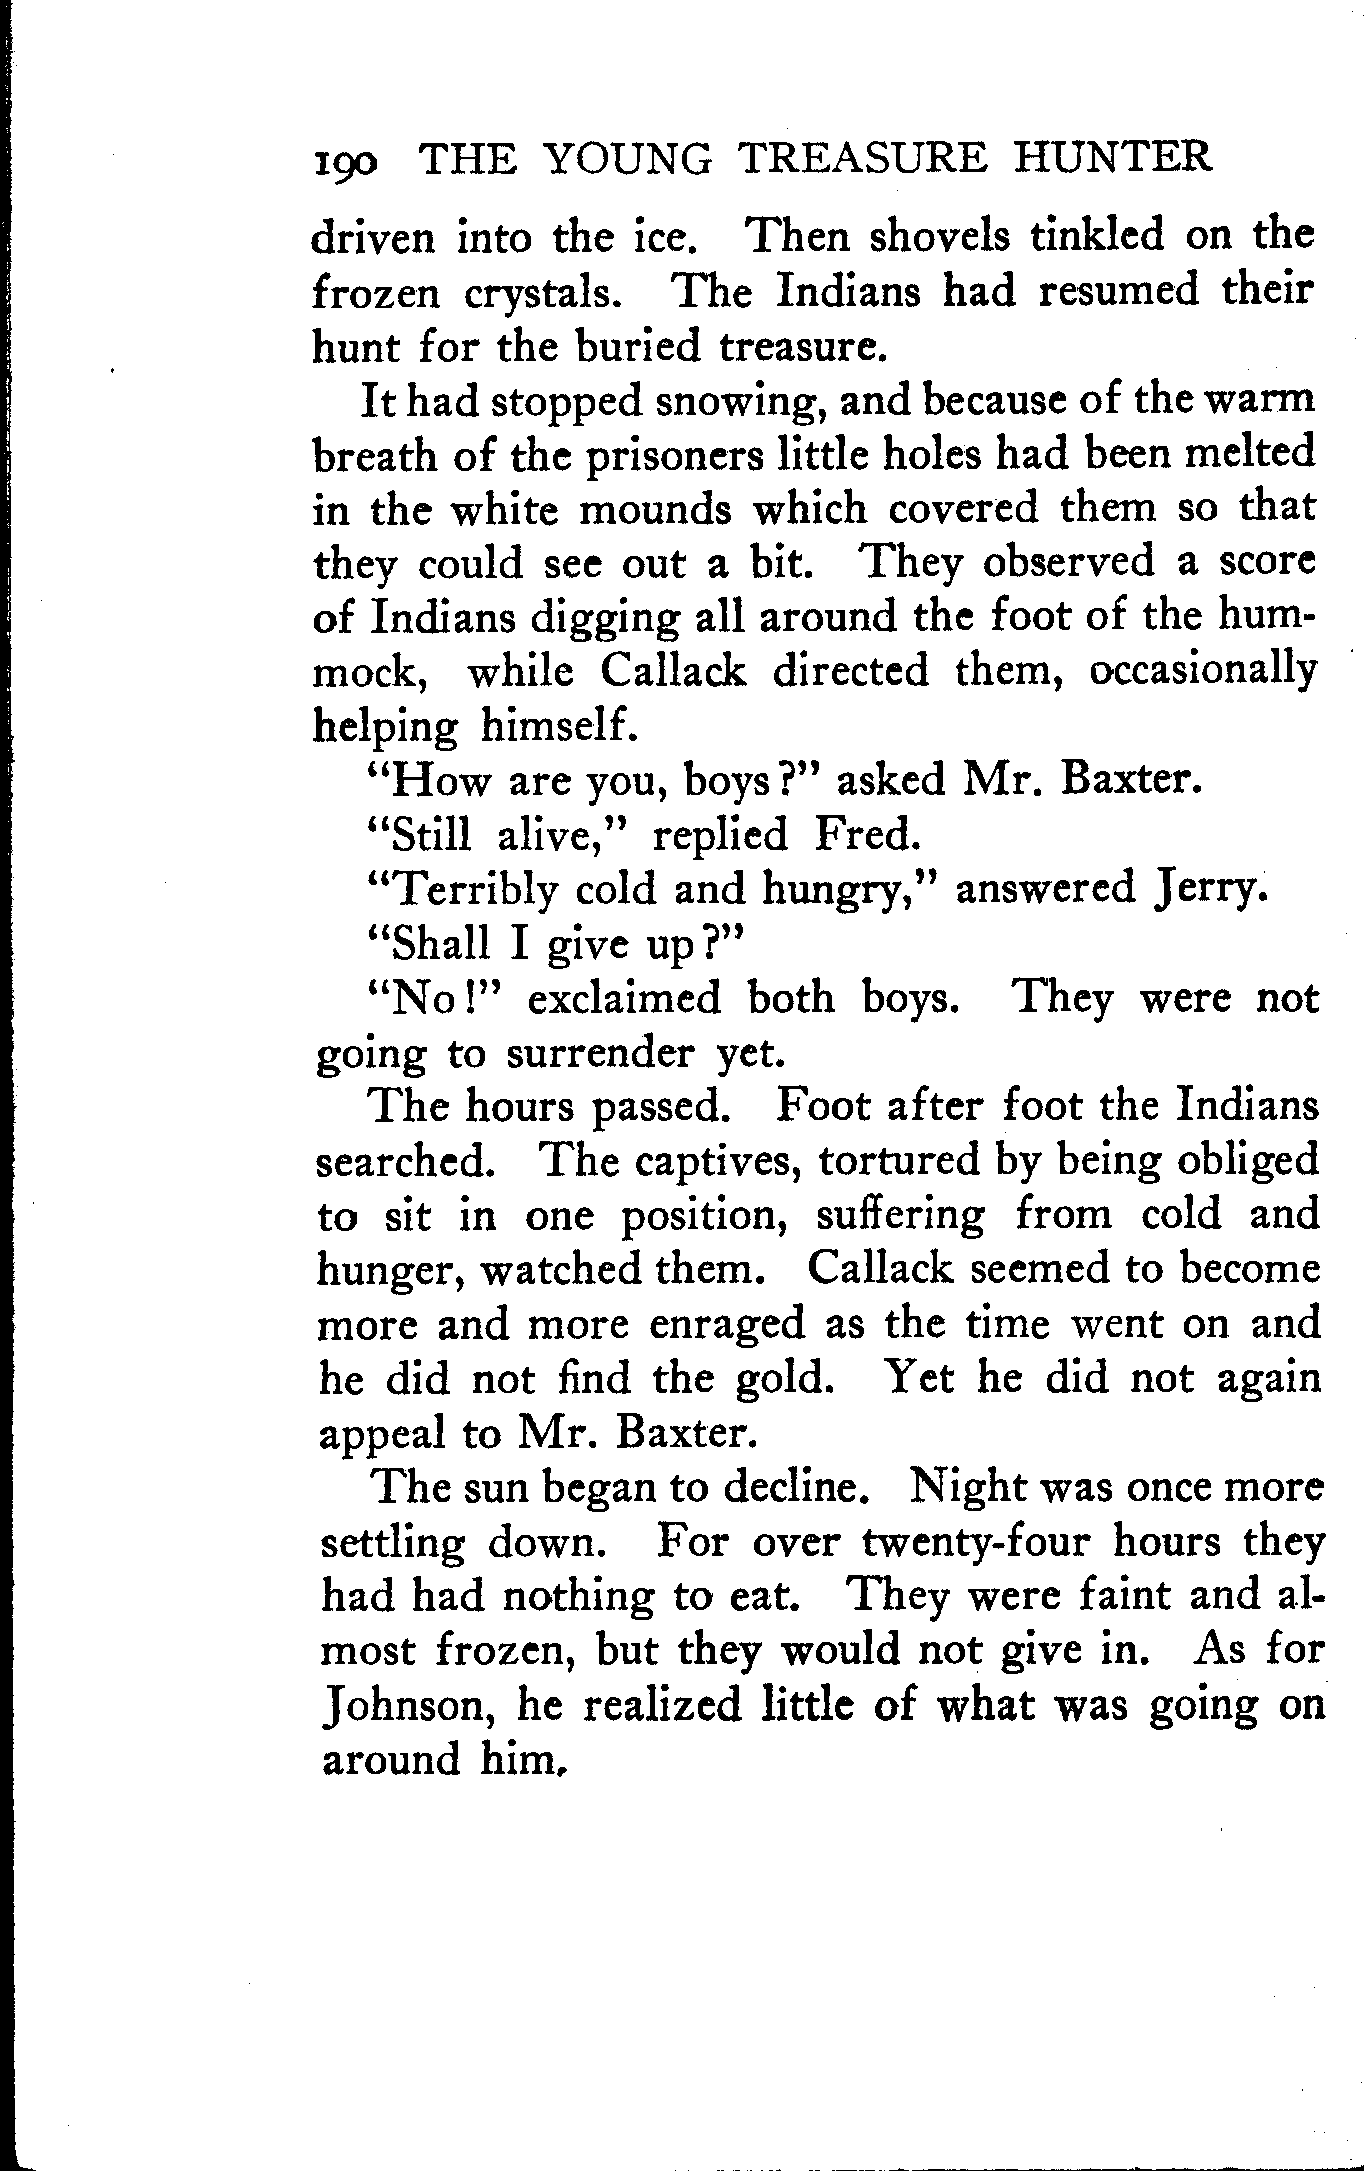 190 THE YOUNG TREASURE HUNTER
driven into the ice. Then shovels tinkled on the
frozen crystals. The Indians had resumed their
hunt for the buried treasure.
It had stopped snowing, and because of the warm
breath of the prisoners little holes had been melted
in the white mounds which covered them so that
they could see out a bit. They observed a score
of Indians digging all around the foot of the hum-
mock, while Callack directed them, occasionally
helping himself.
"How are you, boys?" asked Mr. Baxter.
"Still alive," replied Fred.
"Terribly cold and hungry," answered Jerry.
"Shall I give up?"
"No!" exclaimed both boys. They were not
going to surrender yet.
The hours passed. Foot after foot the Indians
searched. The captives, tortured by being obliged
to sit in one position, suffering from cold and
hunger, watched them. Callack seemed to become
more and more enraged as the time went on and
he did not find the gold. Yet he did not again
appeal to Mr. Baxter.
The sun began to decline. Night was once more
settling down. For over twenty-four hours they
had had nothing to eat. They were faint and al-
most frozen, but they would not give in. As for
Johnson, he realized little of what was going on
around him.